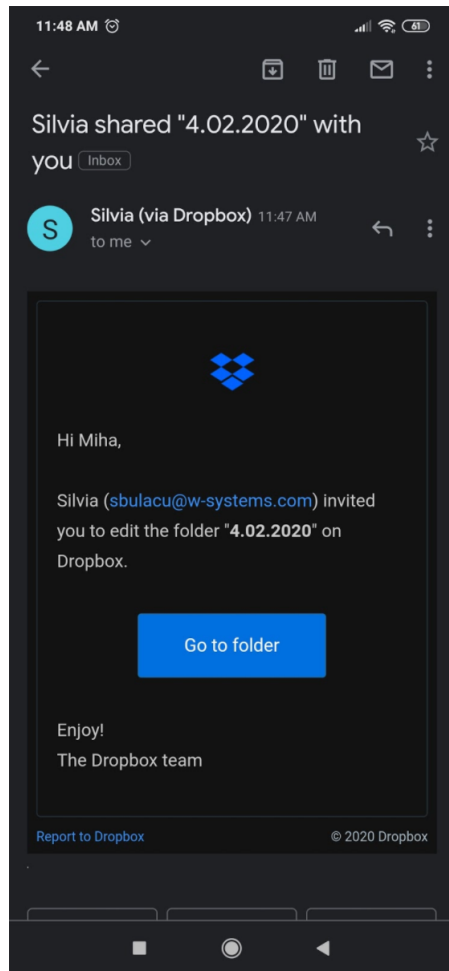 11:48 AM
61
Silvia shared "4.02.2020" with
you Inbox
S
Silvia (via Dropbox) 11:47 AM
to me
Hi Miha,
Silvia (sbulacu@w-systems.com) invited
you to edit the folder "4.02.2020" on
Dropbox.
Go to folder
Enjoy!
The Dropbox team
Report to Dropbox
© 2020 Dropbox